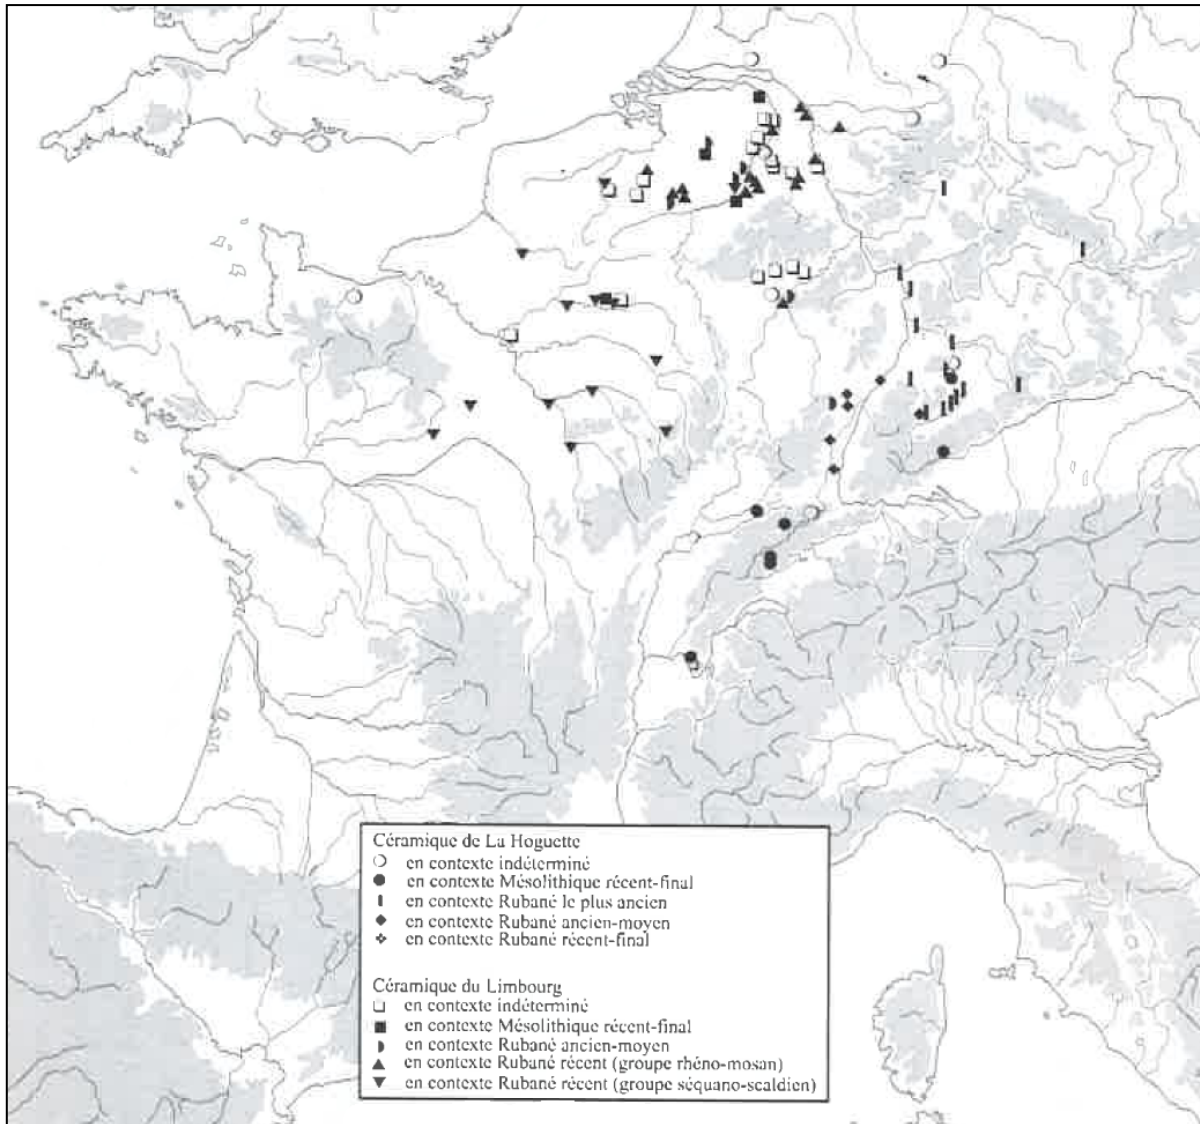 Céramique de La Hoguette
en contexte indéterminé
en contexte Mésolithique récent-final
en contexte Rubané le plus ancien
en contexte Rubané ancien-moyen
en contexte Rubané récent-final
Céramique du Limbourg
en contexte indéterminé
en contexte Mésolithique récent-final
en contexte Rubané ancien-moyen
en contexte Rubané récent (groupe rhéno-mosan)
en contexte Rubané récent (groupe séquano-scaldien)